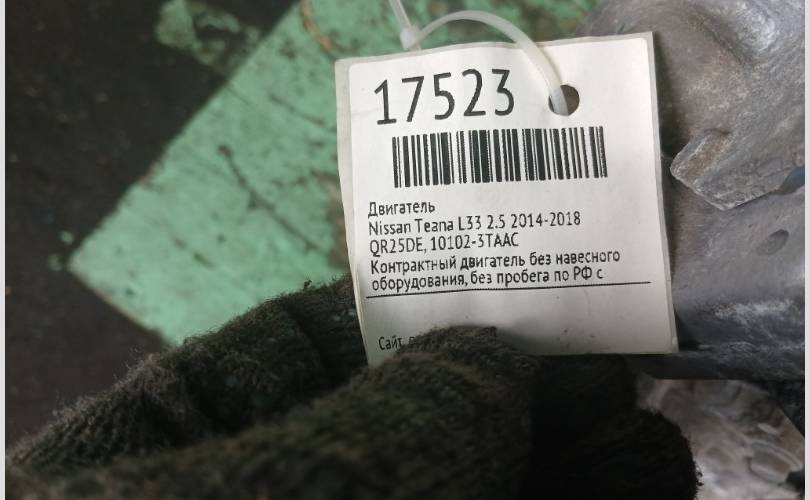 17523
Двигатель
Nissan Teana L33 2.5 2014-2018
QR25DE, 10102-3TAAC
Контрактный двигатель без навесного
оборудования, без пробега по РФ с
Сайт